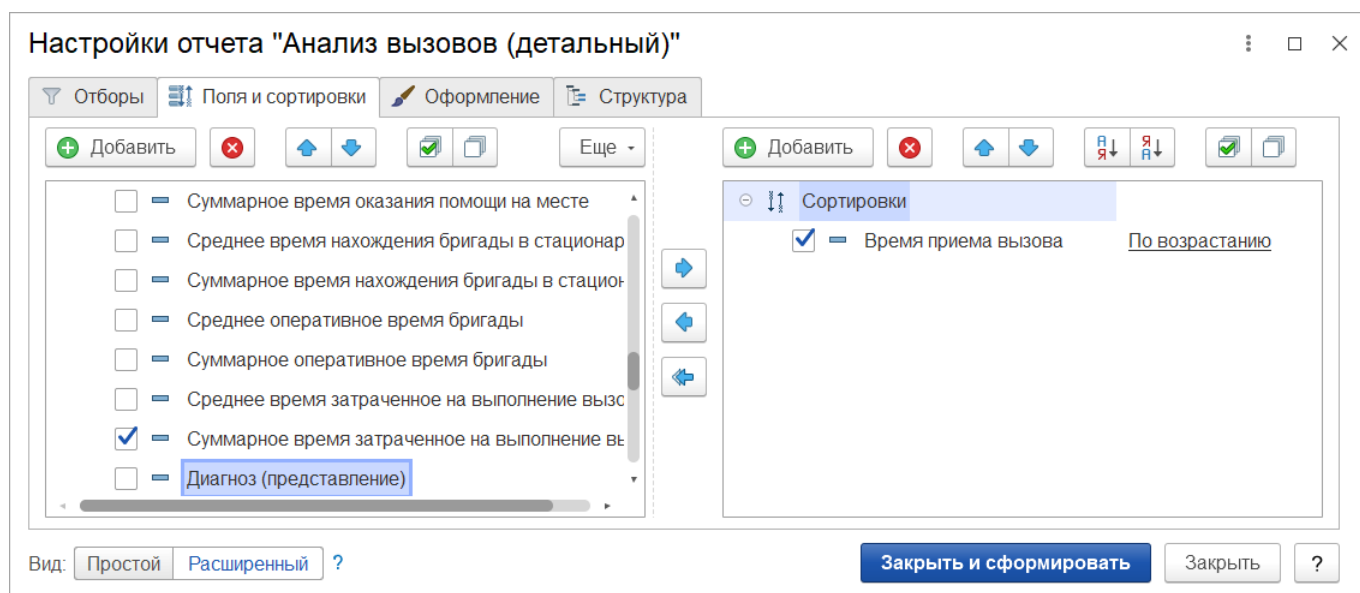 Настройки отчета "Анализ вызовов (детальный)"
Отборы Поля и сортировки Оформление Структура
Добавить Еще Добавить
Суммарное время оказания помощи на месте
Среднее время нахождения бригады в стационар
Суммарное время нахождения бригады в стацион
Среднее оперативное время бригады
Суммарное оперативное время бригады
Среднее время затраченное на выполнение вызо
Суммарное время затраченное на выполнение вы
Диагноз (представление)
Сортировки
Время приема вызова По возрастанию
Вид: Простой Расширенный ? Закрыть и сформировать Закрыть ?